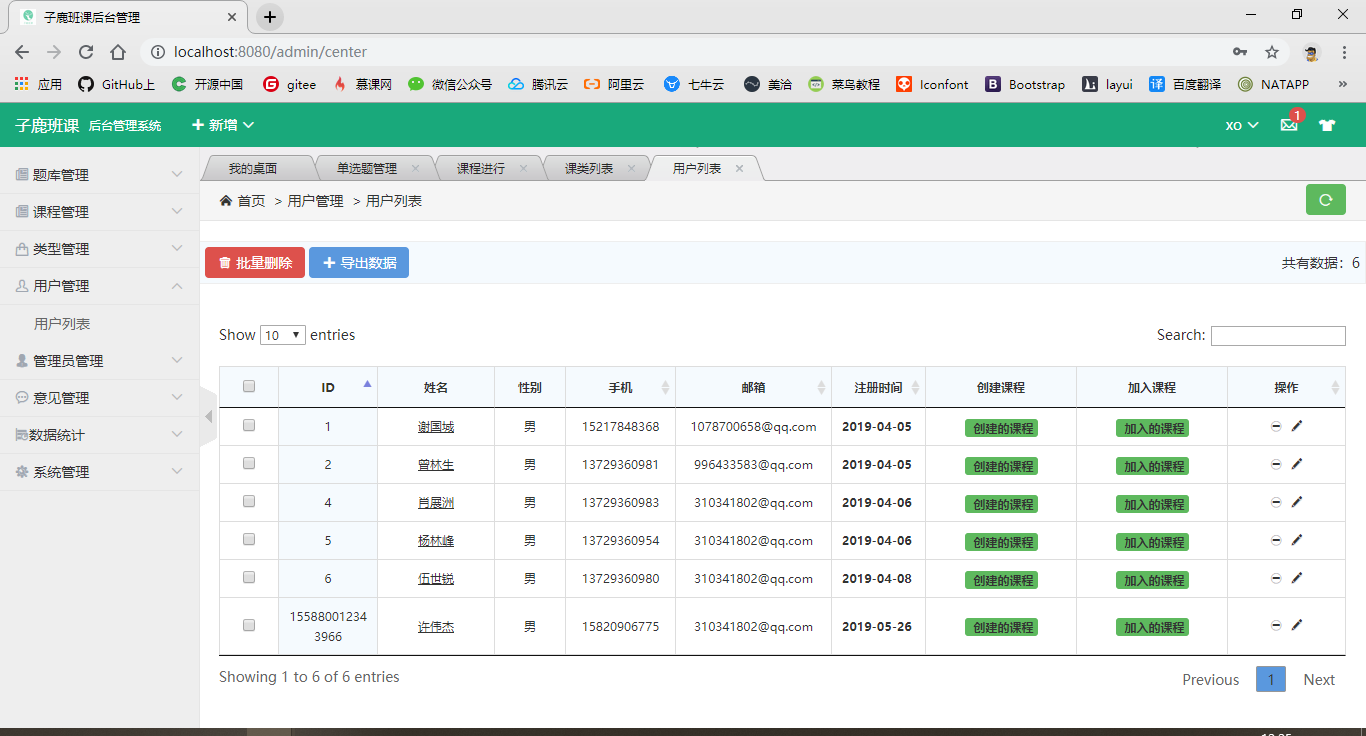 子鹿班课后台管理
localhost:8080/admin/center
应用 GitHub上 开源中国 gitee 慕课网 微信公众号 腾讯云 阿里云 七牛云 美洽 菜鸟教程 Iconfont Bootstrap layui 百度翻译 NATAPP »
子鹿班课 后台管理系统 + 新增 xo 1
我的桌面 单选题管理 课程进行 课类列表 用户列表
首页 > 用户管理 > 用户列表
题库管理
课程管理
类型管理
用户管理
用户列表
管理员管理
意见管理
数据统计
系统管理
批量删除 + 导出数据 共有数据：6
Show 10 entries Search:
ID 姓名 性别 手机 邮箱 注册时间 创建课程 加入课程 操作
1 谢国城 男 15217848368 1078700658@qq.com 2019-04-05 创建的课程 加入的课程
2 曾林生 男 13729360981 996433583@qq.com 2019-04-05 创建的课程 加入的课程
4 肖展洲 男 13729360983 310341802@qq.com 2019-04-06 创建的课程 加入的课程
5 杨林峰 男 13729360954 310341802@qq.com 2019-04-06 创建的课程 加入的课程
6 伍世锐 男 13729360980 310341802@qq.com 2019-04-08 创建的课程 加入的课程
15588001234
3966 许伟杰 男 15820906775 310341802@qq.com 2019-05-26 创建的课程 加入的课程
Showing 1 to 6 of 6 entries
Previous 1 Next